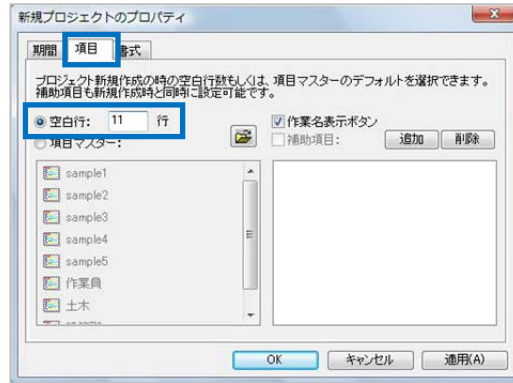 新規プロジェクトのプロパティ
期間 項目 書式
プロジェクト新規作成の時の空白行数もしくは、項目マスターのデフォルトを選択できます。
補助項目も新規作成時と同時に設定可能です。
空白行: 11 行
作業名表示ボタン
項目マスター:
補助項目: 追加 削除
sample1
sample2
sample3
sample4
sample5
作業員
土木
OK キャンセル 適用(A)